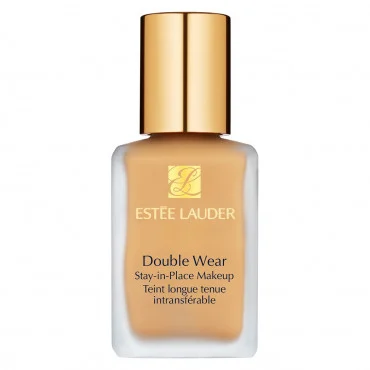 ESTĒE LAUDER
Double Wear
Stay-in-Place Makeup
Teint longue tenue
intransférable